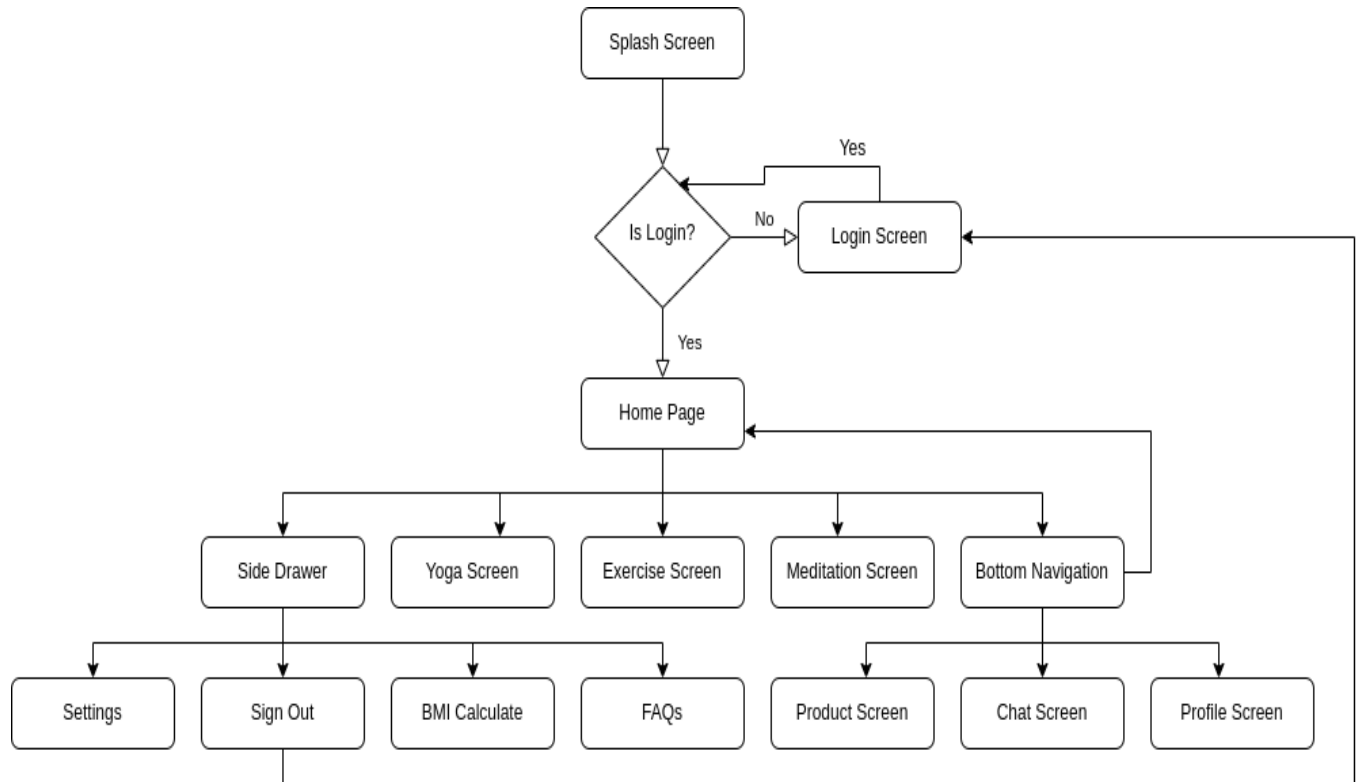 Splash Screen
Yes
Is Login?
No
Login Screen
Yes
Home Page
Side Drawer
Yoga Screen
Exercise Screen
Meditation Screen
Bottom Navigation
Settings
Sign Out
BMI Calculate
FAQs
Product Screen
Chat Screen
Profile Screen